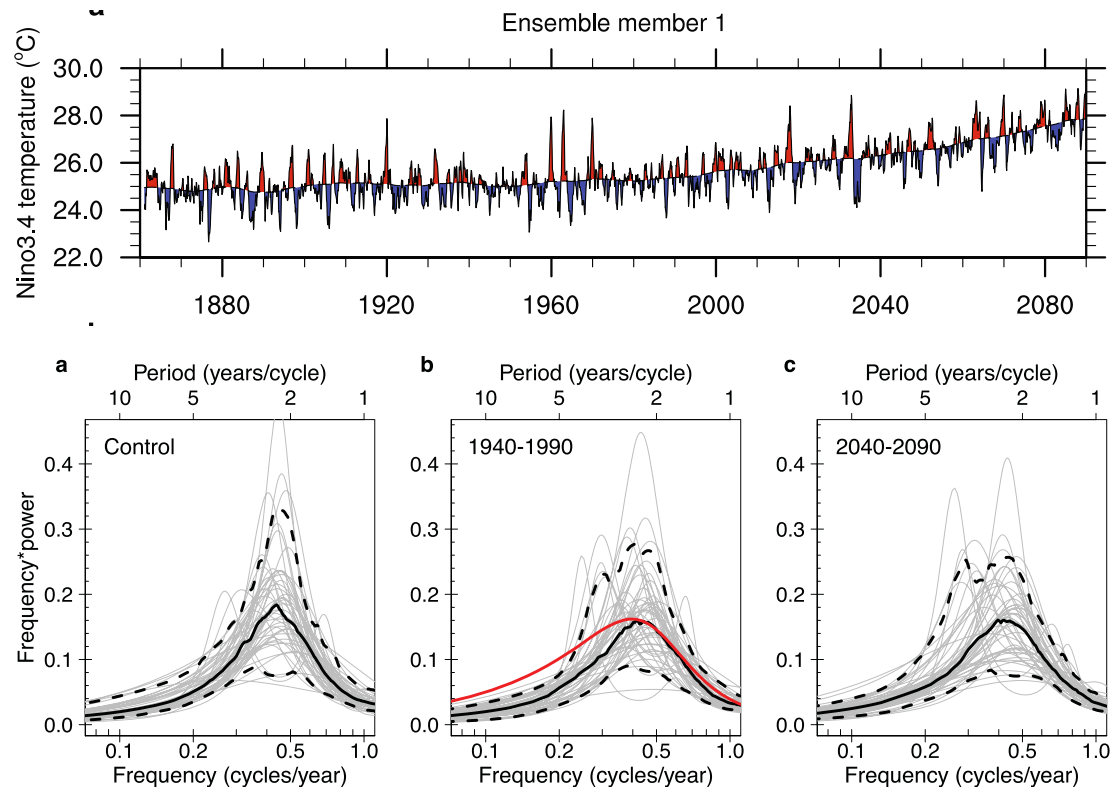 Ensemble member 1
Nino3.4 temperature (°C)
30.0
28.0
26.0
24.0
22.0
1880 1920 1960 2000 2040 2080
a b c
Period (years/cycle) Period (years/cycle) Period (years/cycle)
10 5 2 1 10 5 2 1 10 5 2 1
Control 1940-1990 2040-2090
Frequency*power
0.4 0.4 0.4
0.3 0.3 0.3
0.2 0.2 0.2
0.1 0.1 0.1
0.0 0.0 0.0
0.1 0.2 0.5 1.0 0.1 0.2 0.5 1.0 0.1 0.2 0.5 1.0
Frequency (cycles/year) Frequency (cycles/year) Frequency (cycles/year)